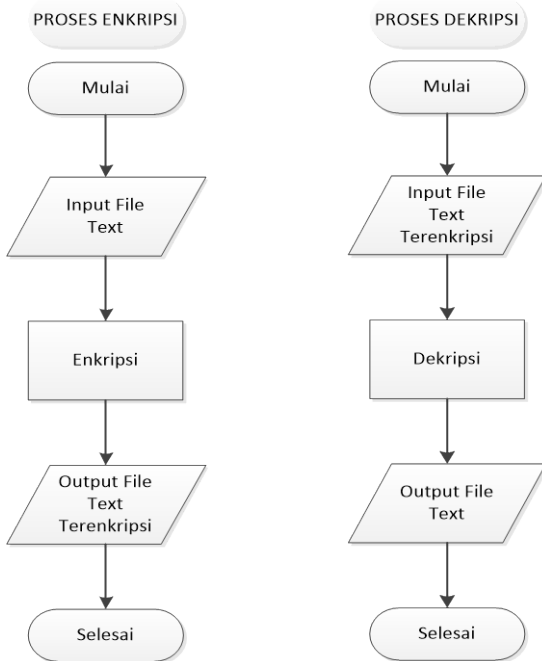 PROSES ENKRIPSI
Mulai
Input File
Text
Enkripsi
Output File
Text
Terenkripsi
Selesai
PROSES DEKRIPSI
Mulai
Input File
Text
Terenkripsi
Dekripsi
Output File
Text
Selesai